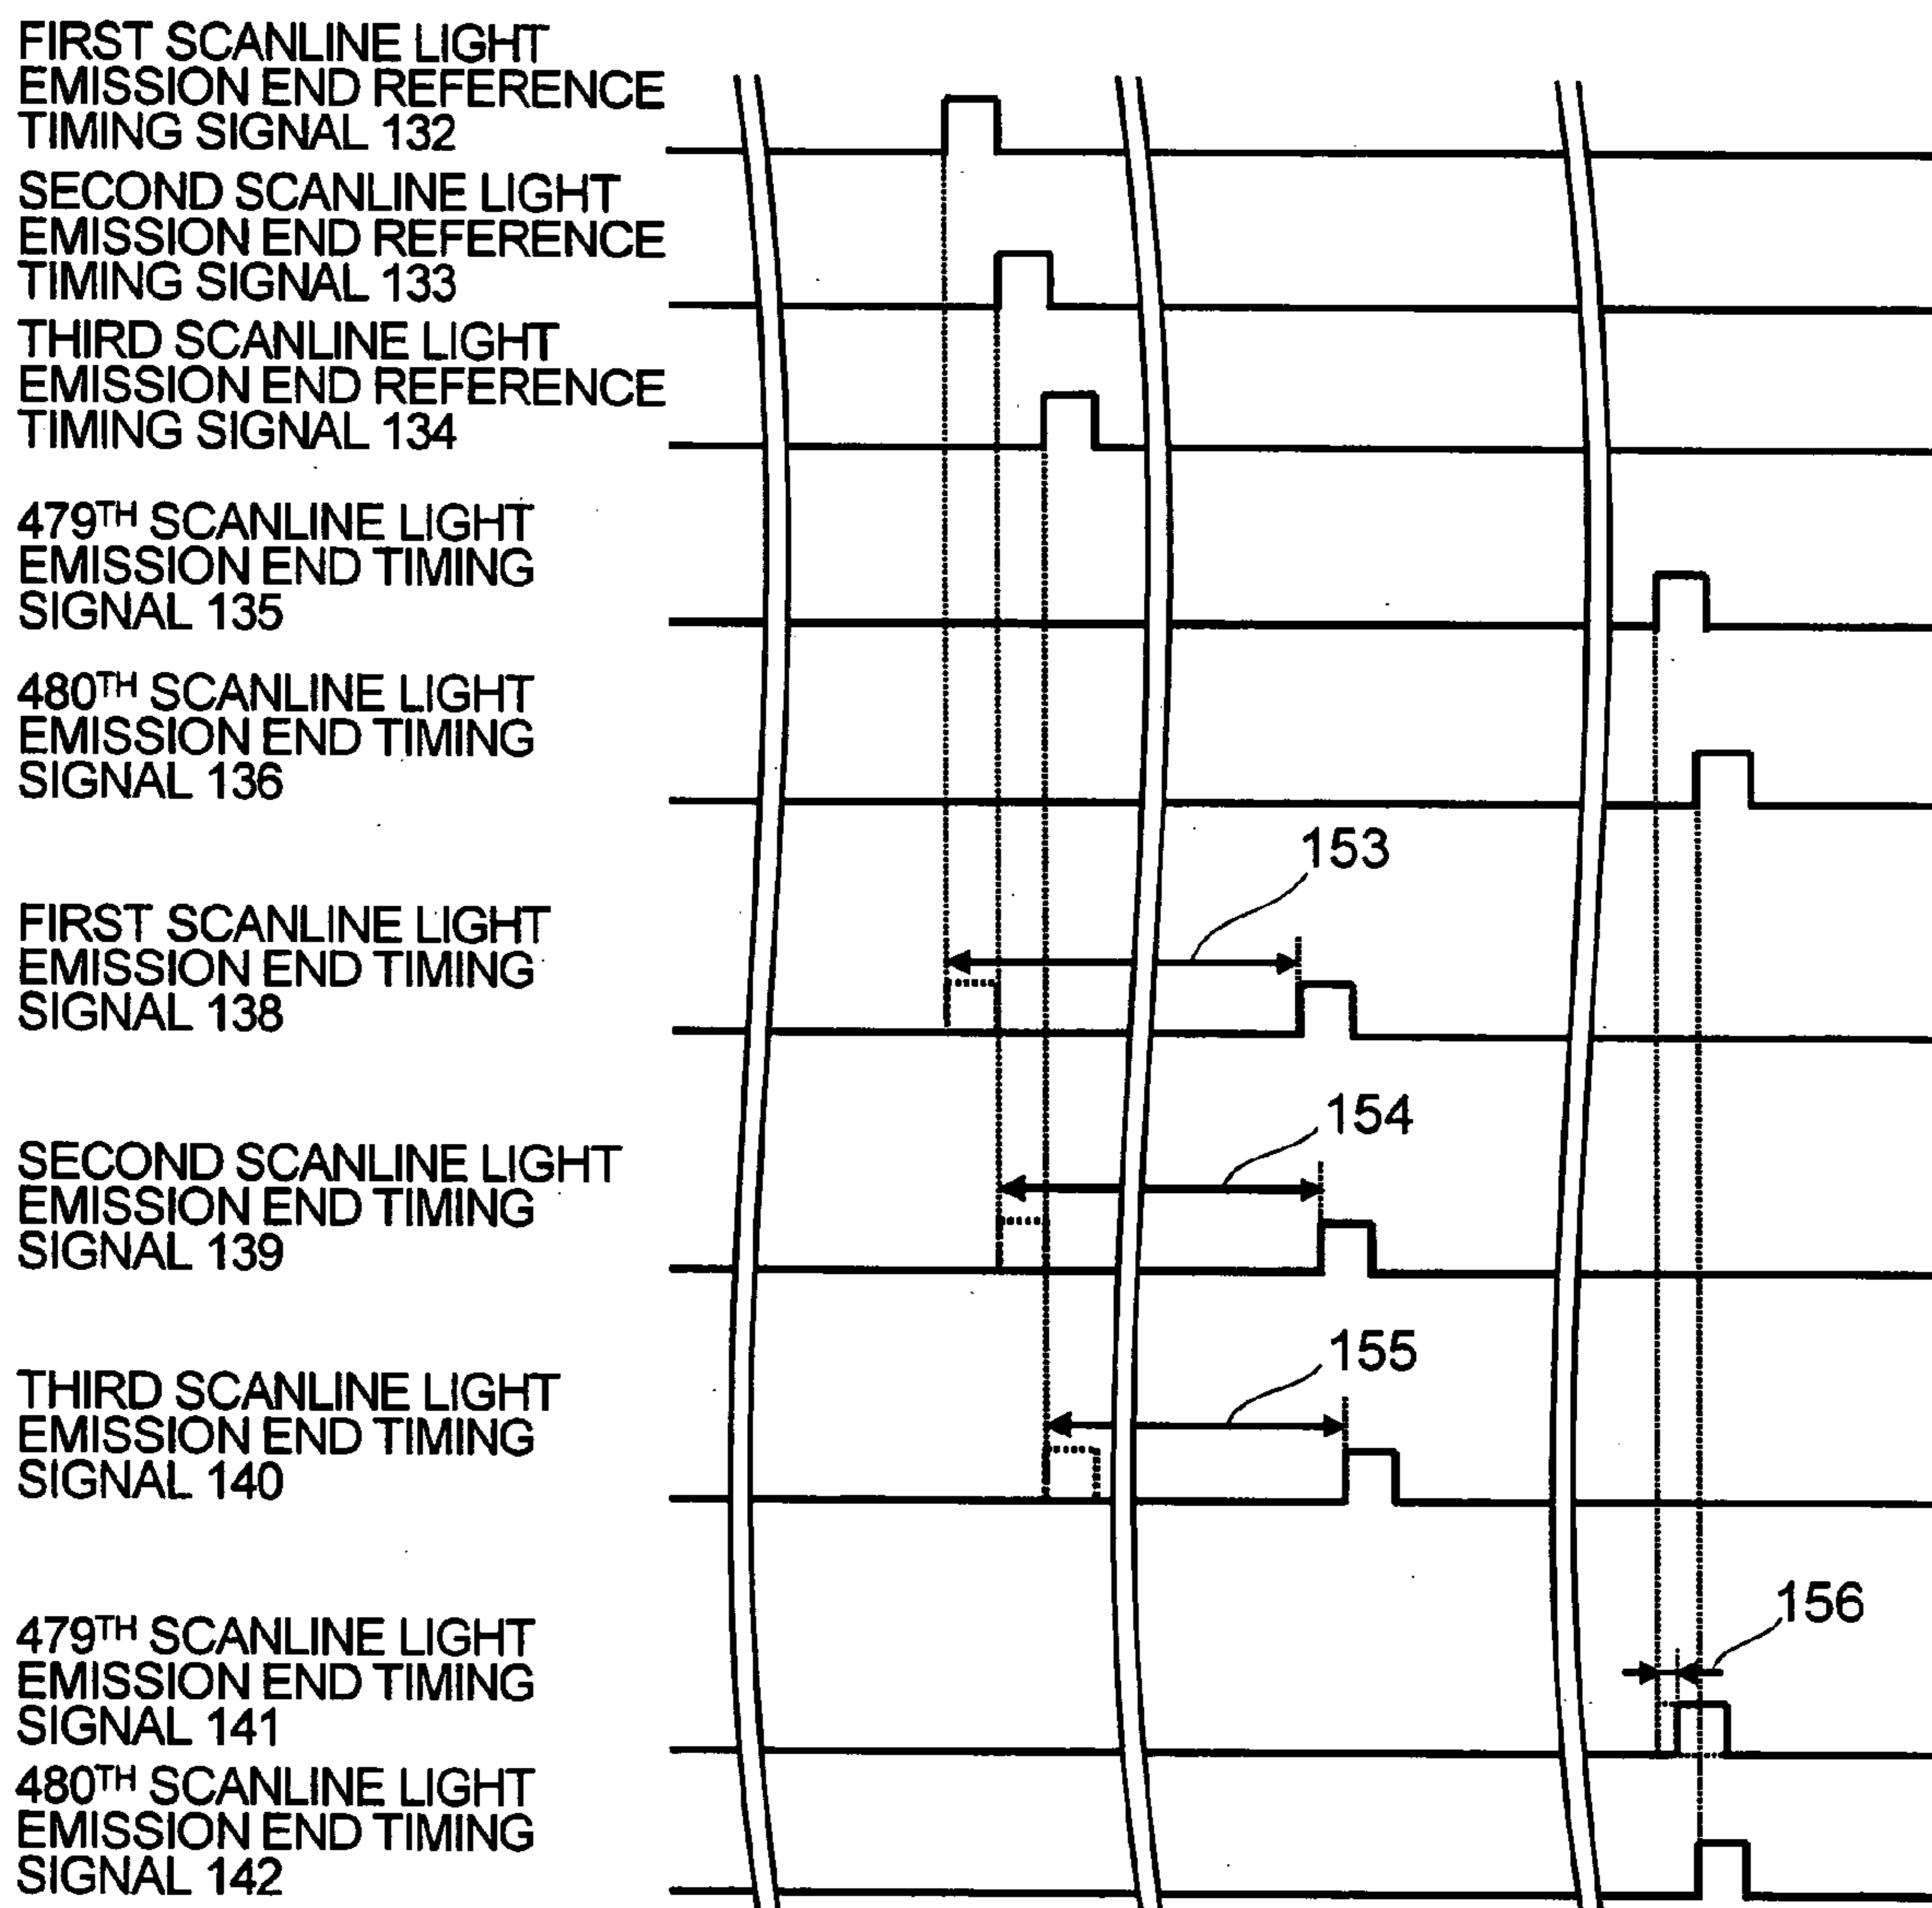 FIRST SCANLINE LIGHT
EMISSION END REFERENCE
TIMING SIGNAL 132
SECOND SCANLINE LIGHT
EMISSION END REFERENCE
TIMING SIGNAL 133
THIRD SCANLINE LIGHT
EMISSION END REFERENCE
TIMING SIGNAL 134
479TH SCANLINE LIGHT
EMISSION END TIMING
SIGNAL 135
480TH SCANLINE LIGHT
EMISSION END TIMING
SIGNAL 136
153
FIRST SCANLINE LIGHT
EMISSION END TIMING
SIGNAL 138
154
SECOND SCANLINE LIGHT
EMISSION END TIMING
SIGNAL 139
155
THIRD SCANLINE LIGHT
EMISSION END TIMING
SIGNAL 140
156
479TH SCANLINE LIGHT
EMISSION END TIMING
SIGNAL 141
480TH SCANLINE LIGHT
EMISSION END TIMING
SIGNAL 142